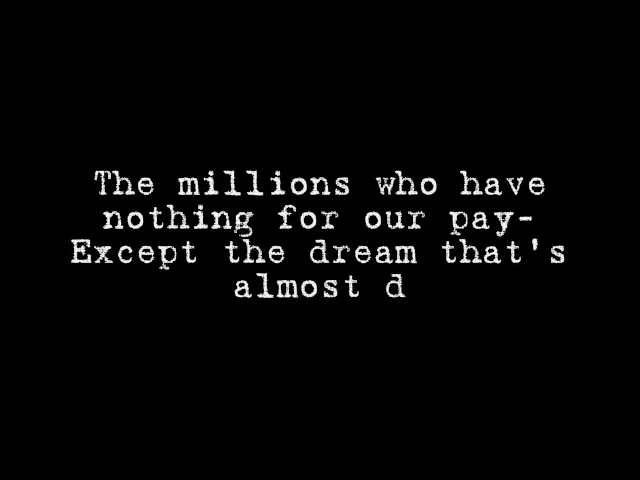 The millions who have
nothing for our pay-
Except the dream that's
almost d